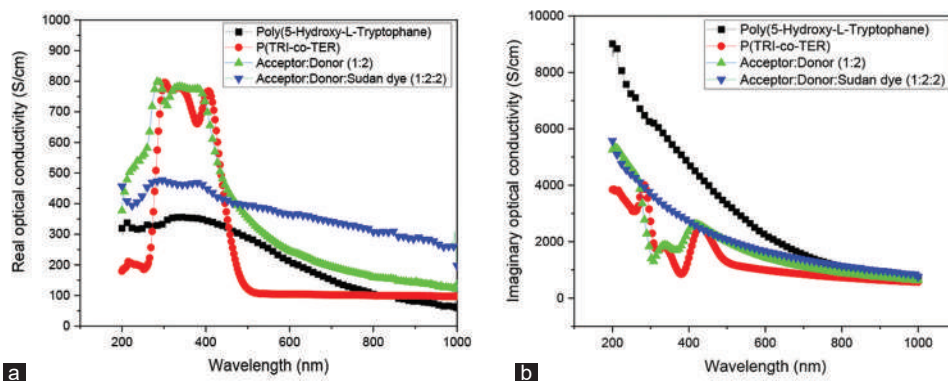 1000
900
800
700
600
500
400
300
200
100
0
Real optical conductivity (S/cm)
Poly(5-Hydroxy-L-Tryptophane)
P(TRI-co-TER)
Acceptor:Donor (1:2)
Acceptor:Donor:Sudan dye (1:2:2)
200 400 600 800 1000
Wavelength (nm)
a
10000
8000
6000
4000
2000
0
Imaginary optical conductivity (S/cm)
Poly(5-Hydroxy-L-Tryptophane)
P(TRI-co-TER)
Acceptor:Donor (1:2)
Acceptor:Donor:Sudan dye (1:2:2)
200 400 600 800 1000
Wavelength (nm)
b